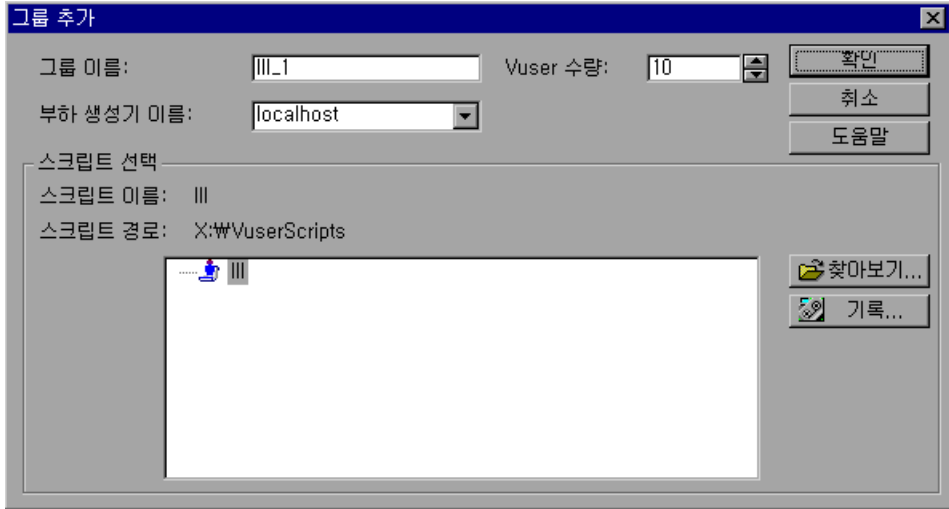 그룹 추가
그룹 이름: lll_1 Vuser 수량: 10 확인
부하 생성기 이름: localhost 취소
도움말
스크립트 선택
스크립트 이름: lll
스크립트 경로: X:₩VuserScripts
lll
찾아보기...
기록...